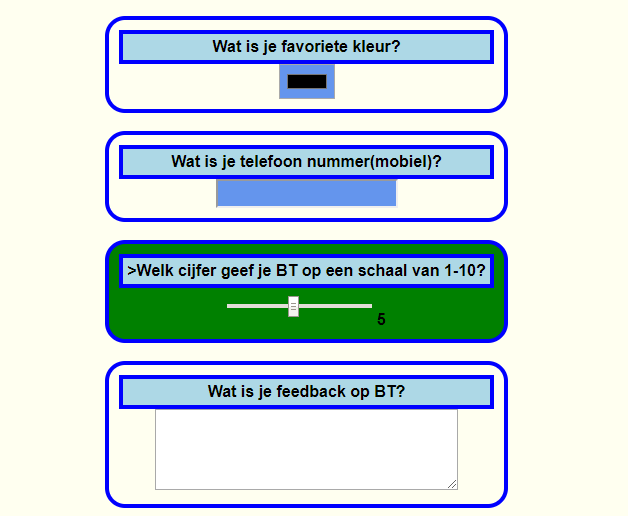 Wat is je favoriete kleur?
Wat is je telefoon nummer(mobiel)?
>Welk cijfer geef je BT op een schaal van 1-10?
5
Wat is je feedback op BT?